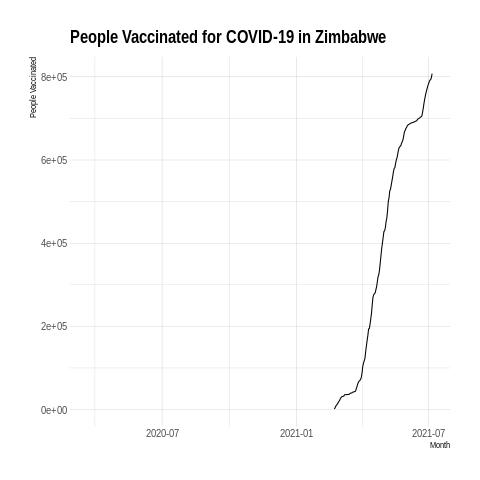 People Vaccinated for COVID-19 in Zimbabwe
People Vaccinated
8e+05
6e+05
4e+05
2e+05
0e+00
2020-07
2021-01
2021-07
Month